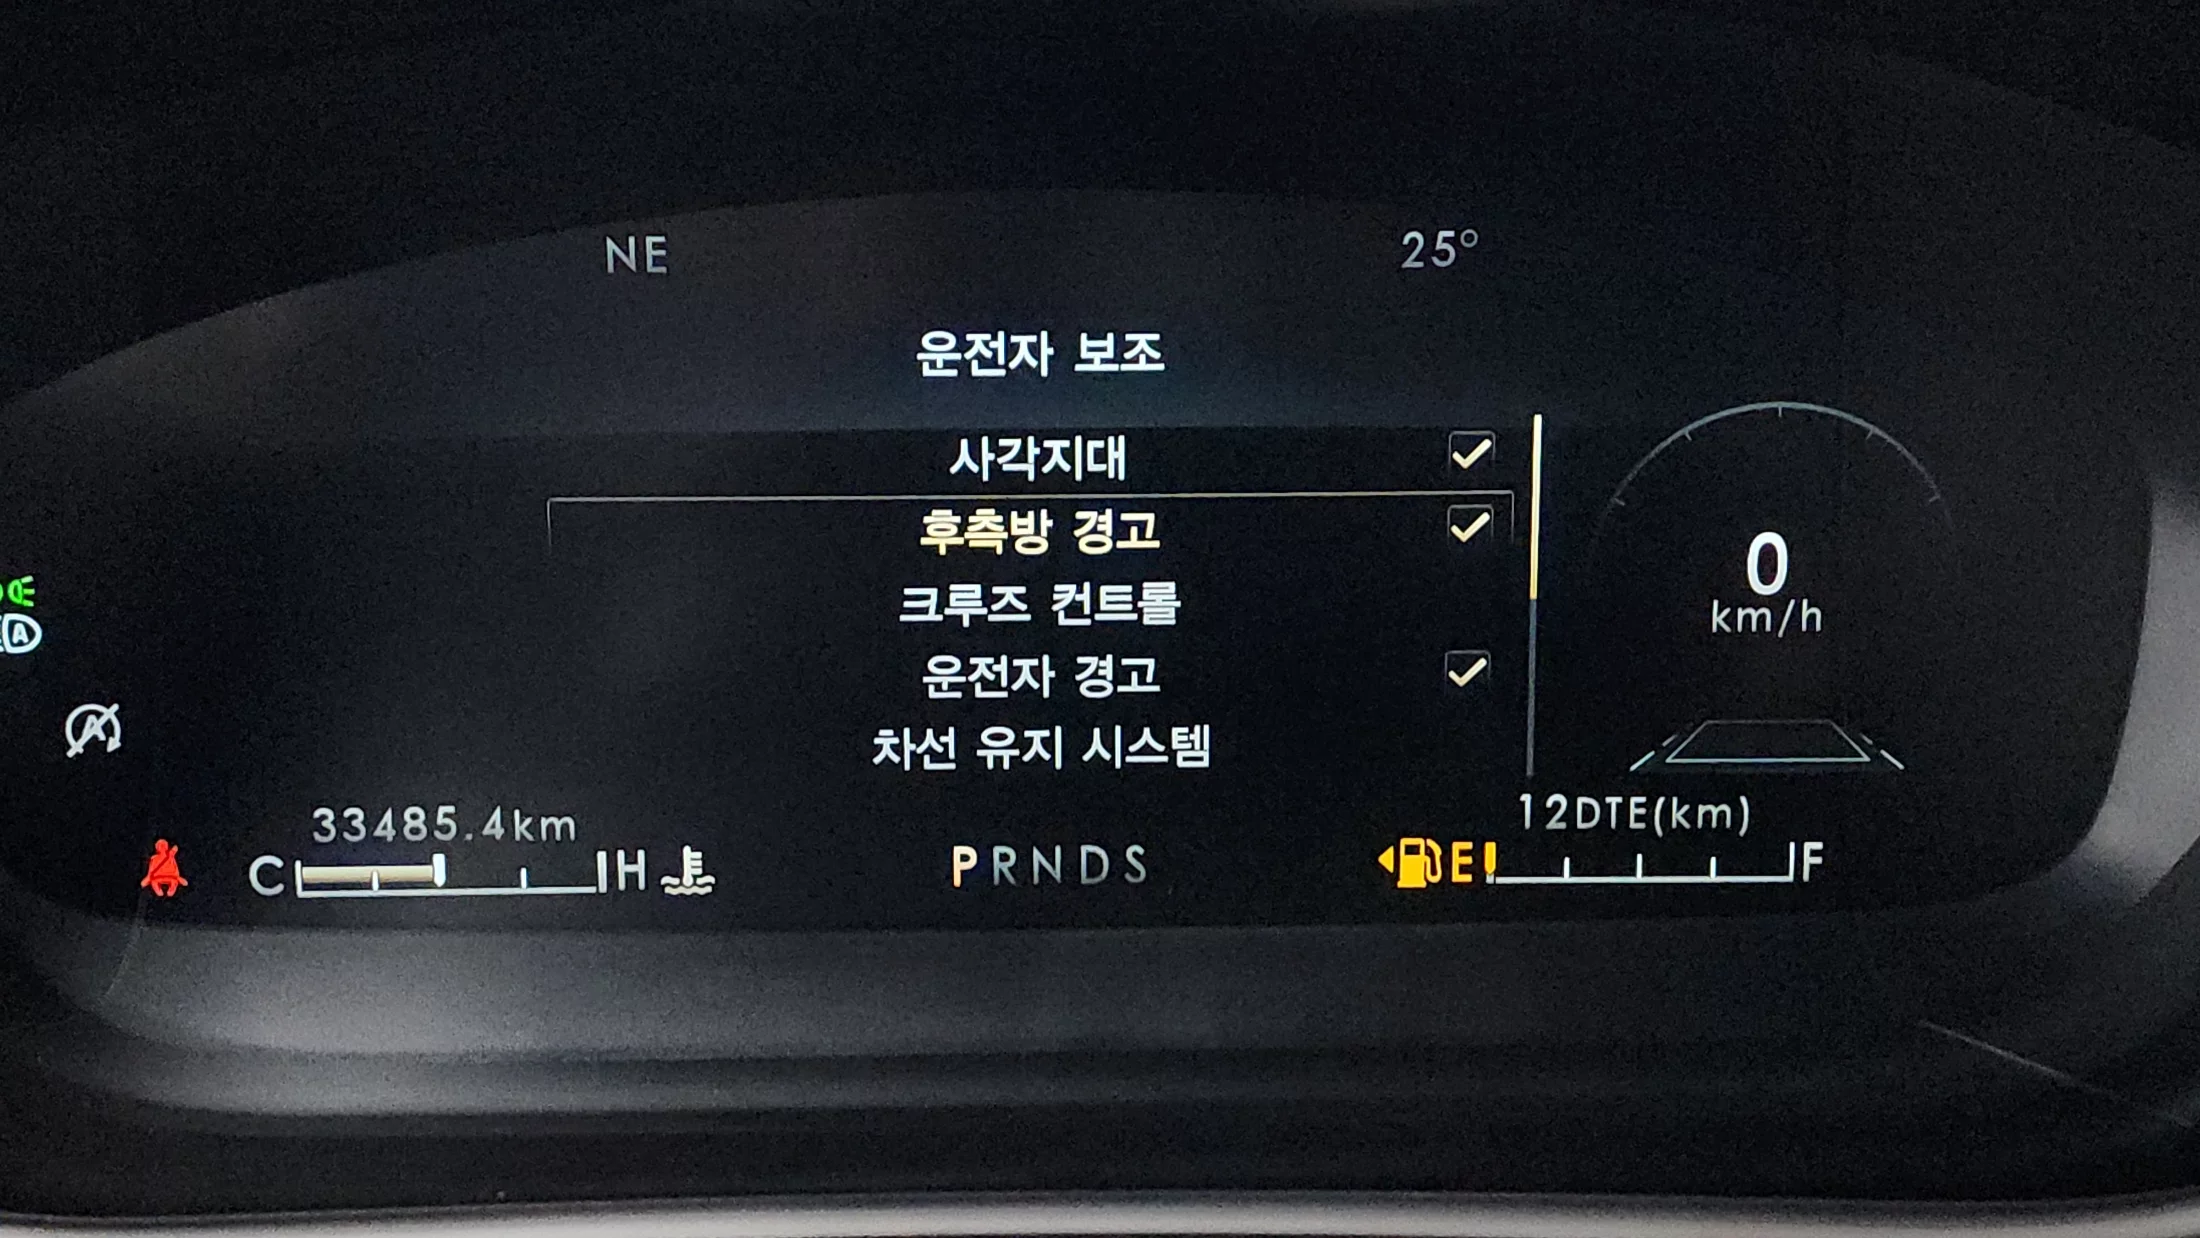 NE 25°
운전자 보조
사각지대
후측방 경고
크루즈 컨트롤
0
km/h
운전자 경고
A
A
차선 유지 시스템
33485.4km
12DTE(km)
C H
PRNDS
E F